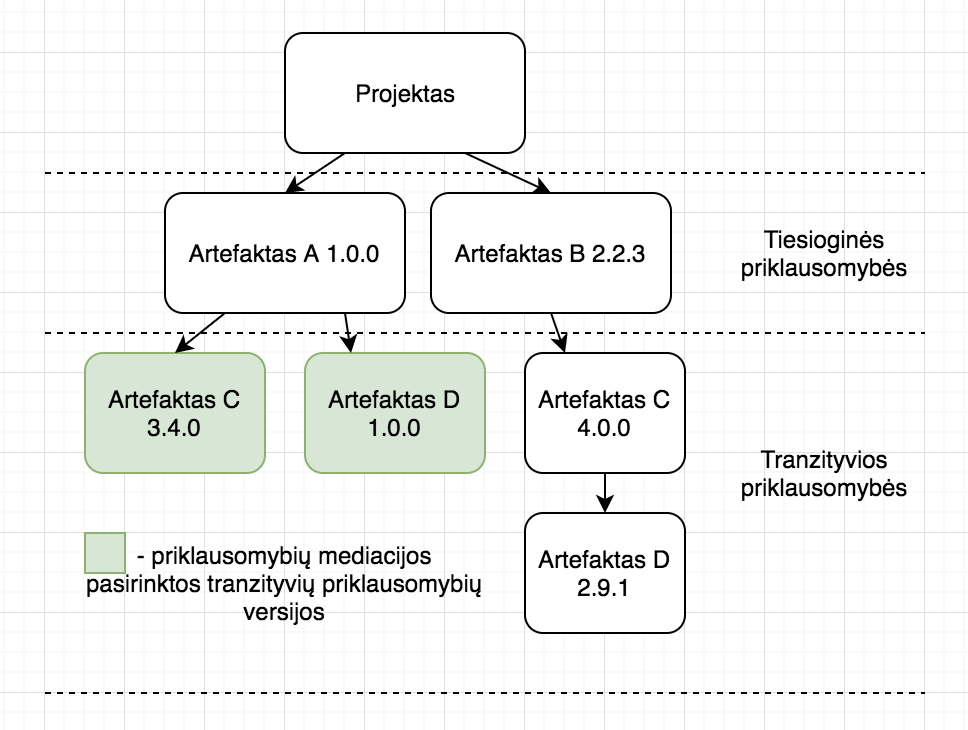 Projektas
Artefaktas A 1.0.0
Artefaktas B 2.2.3
Tiesioginės
priklausomybės
Artefaktas C
3.4.0
Artefaktas D
1.0.0
Artefaktas C
4.0.0
Tranzityvios
priklausomybės
Artefaktas D
2.9.1
- priklausomybių mediacijos
pasirinktos tranzityvių priklausomybių
versijos